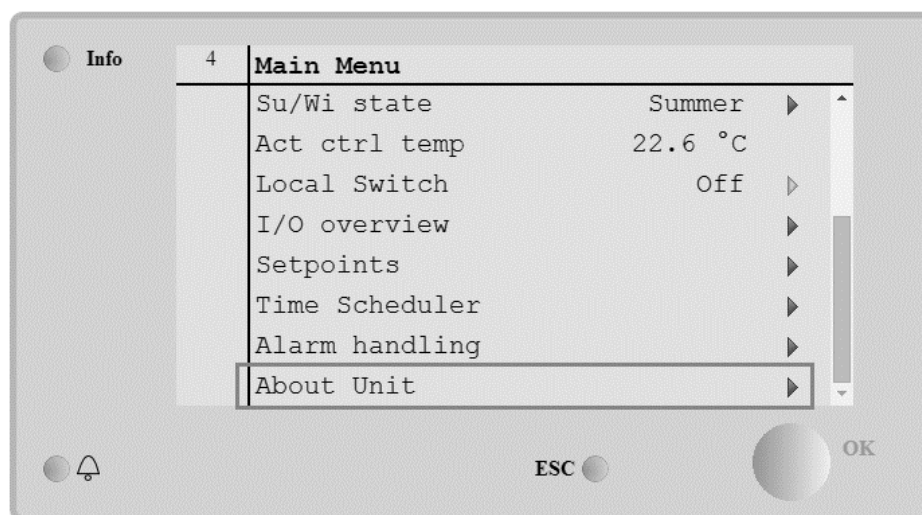 Info
4 Main Menu
Su/Wi state Summer
Act ctrl temp 22.6 °C
Local Switch Off
I/O overview
Setpoints
Time Scheduler
Alarm handling
About Unit
ESC
OK